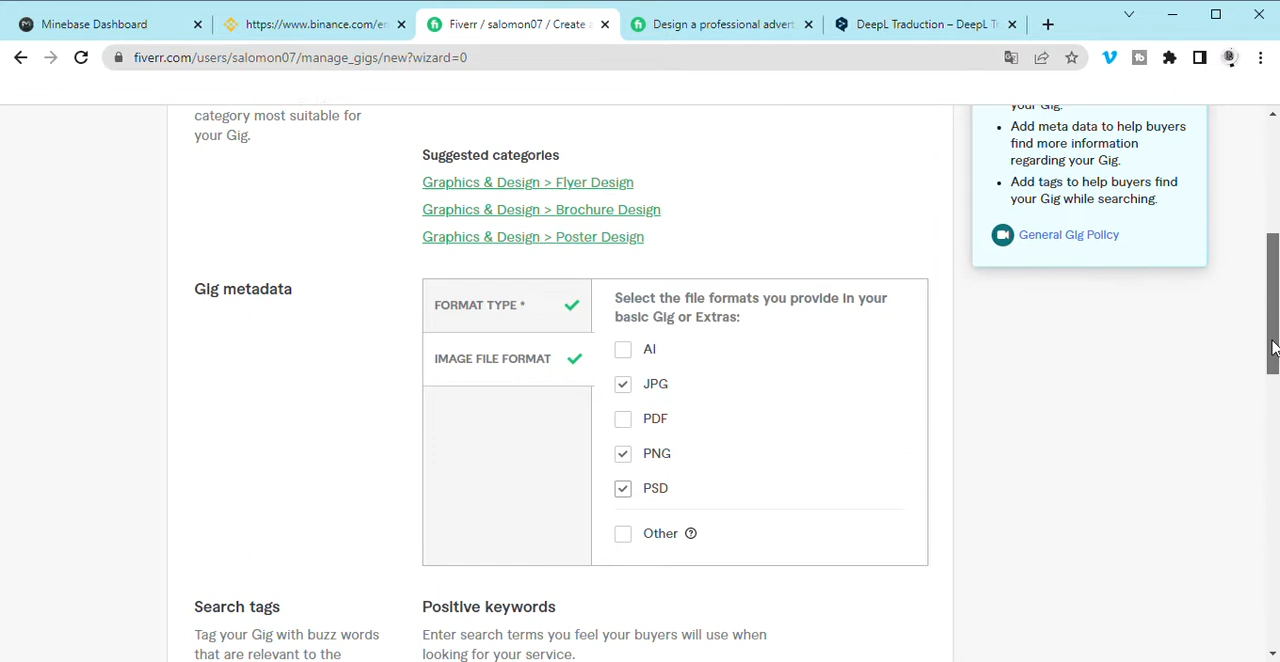 Minebase Dashboard
https://www.binance.com/en
Fiverr / salomon07 / Create a
Design a professional advert
DeepL Traduction – DeepL Tr
fiverr.com/users/salomon07/manage_gigs/new?wizard=0
category most suitable for
your Gig.
Suggested categories
Graphics & Design > Flyer Design
Graphics & Design > Brochure Design
Graphics & Design > Poster Design
Gig metadata
FORMAT TYPE *
IMAGE FILE FORMAT
Select the file formats you provide in your
basic Gig or Extras:
AI
JPG
PDF
PNG
PSD
Other
Search tags
Tag your Gig with buzz words
that are relevant to the
Positive keywords
Enter search terms you feel your buyers will use when
looking for your service.
your Gig.
• Add meta data to help buyers
find more information
regarding your Gig.
• Add tags to help buyers find
your Gig while searching.
General Gig Policy